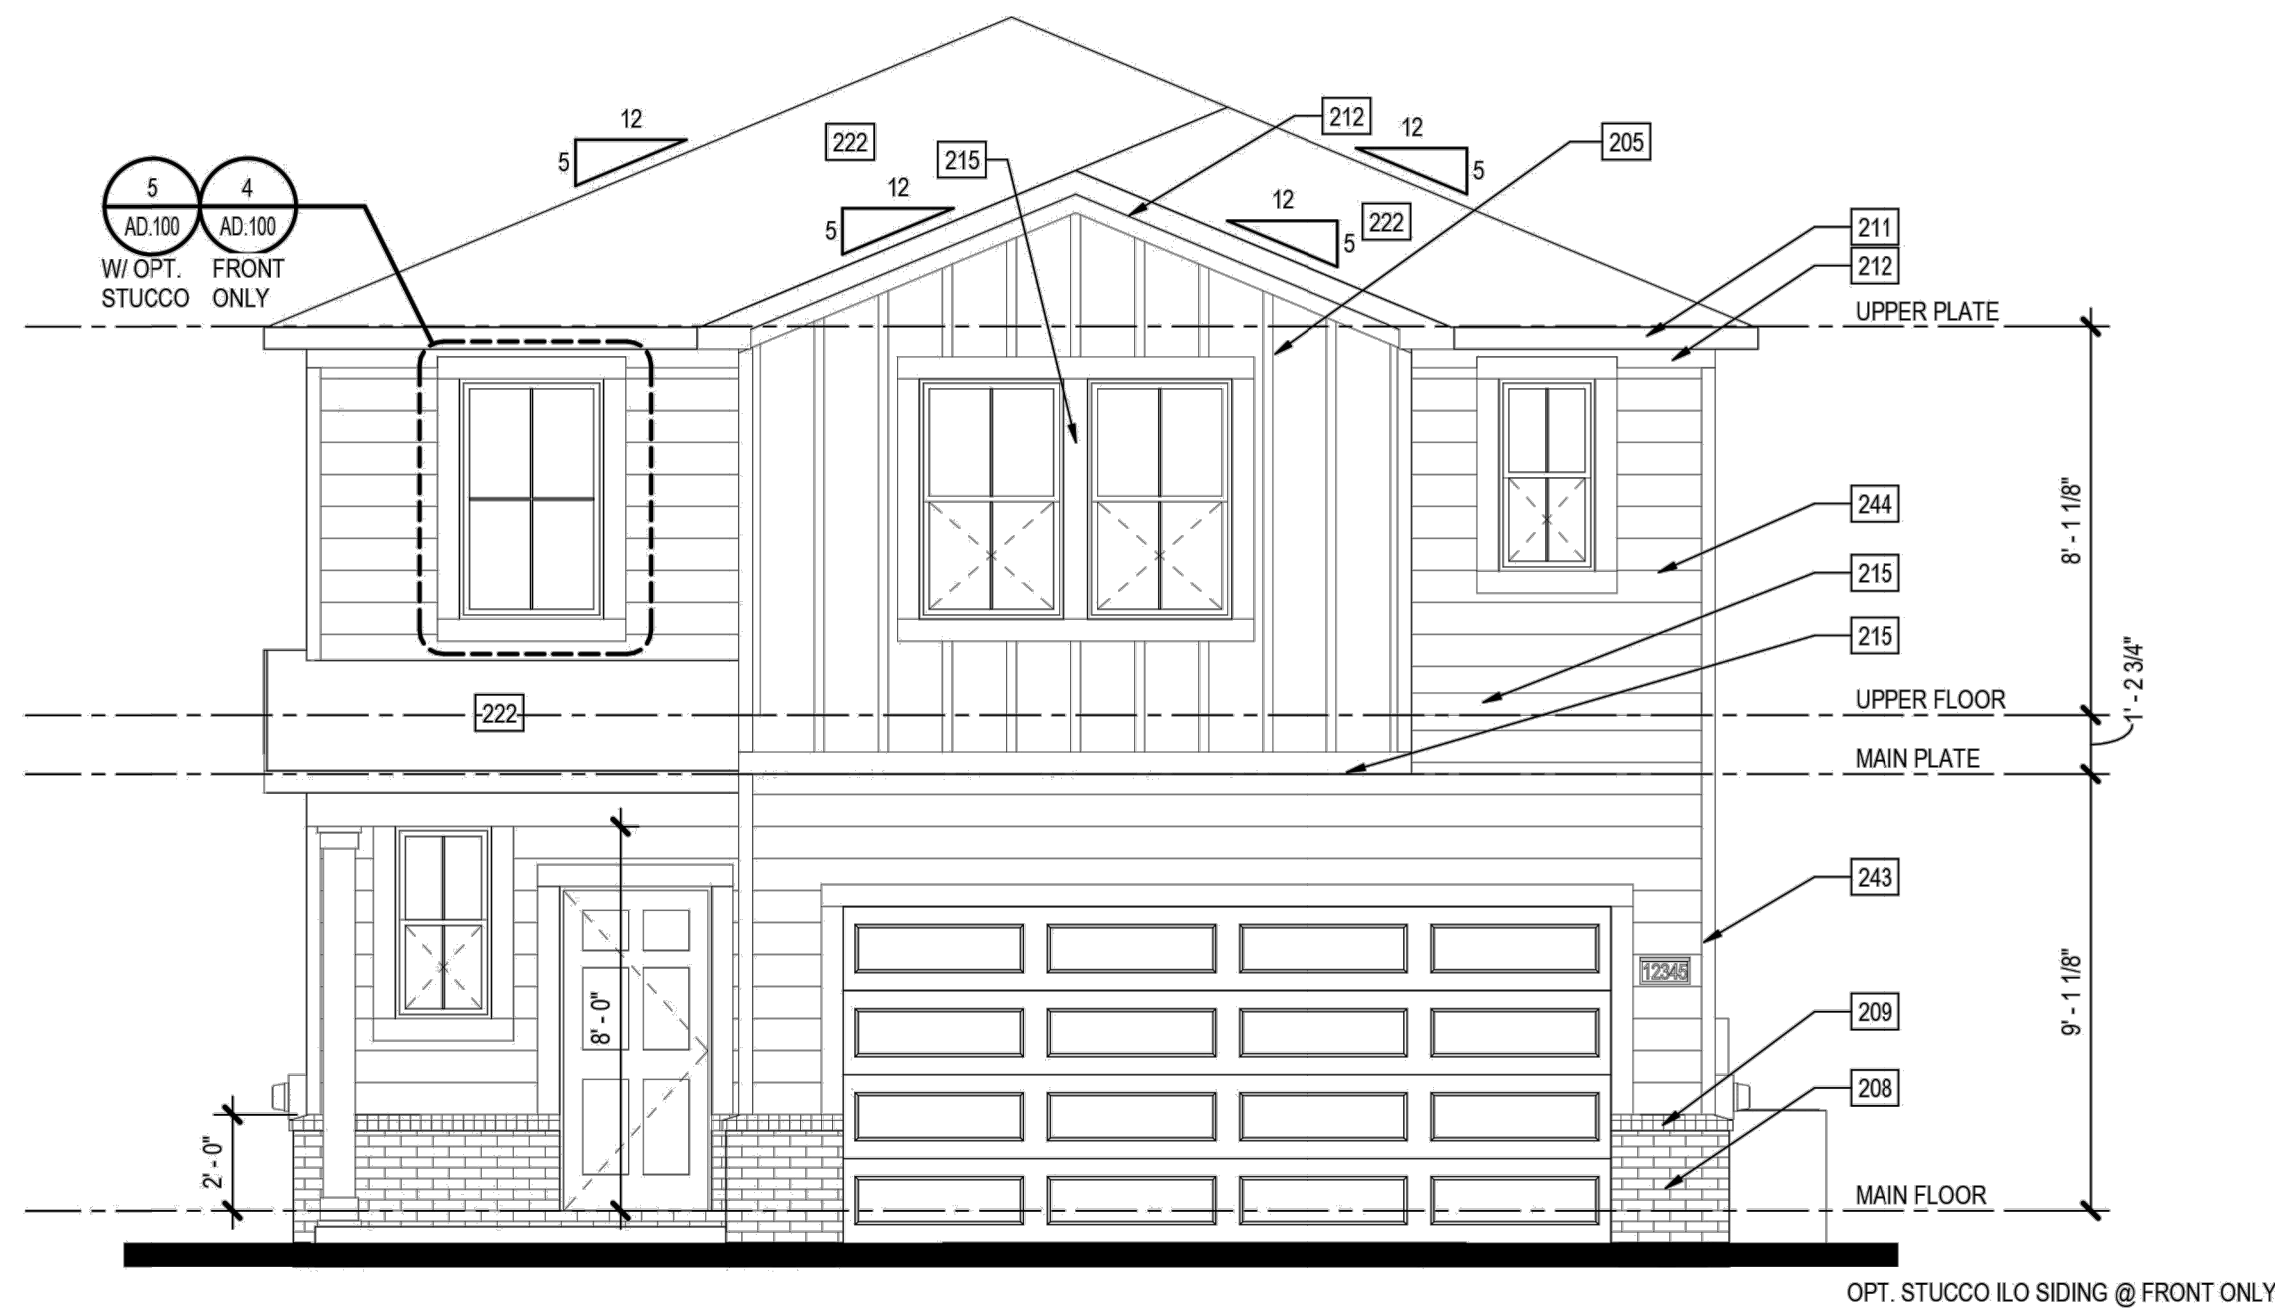 12
212
12
205
222
5
215
5
5
4
12
12
AD.100
AD.100
222
5
5
211
W/ OPT.
STUCCO
FRONT
ONLY
212
UPPER PLATE
244
8' - 1 1/8"
215
215
1' - 2 3/4"
UPPER FLOOR
222
MAIN PLATE
243
12345
9' - 1 1/8"
209
8' - 0"
208
2' - 0"
MAIN FLOOR
OPT. STUCCO ILO SIDING @ FRONT ONLY